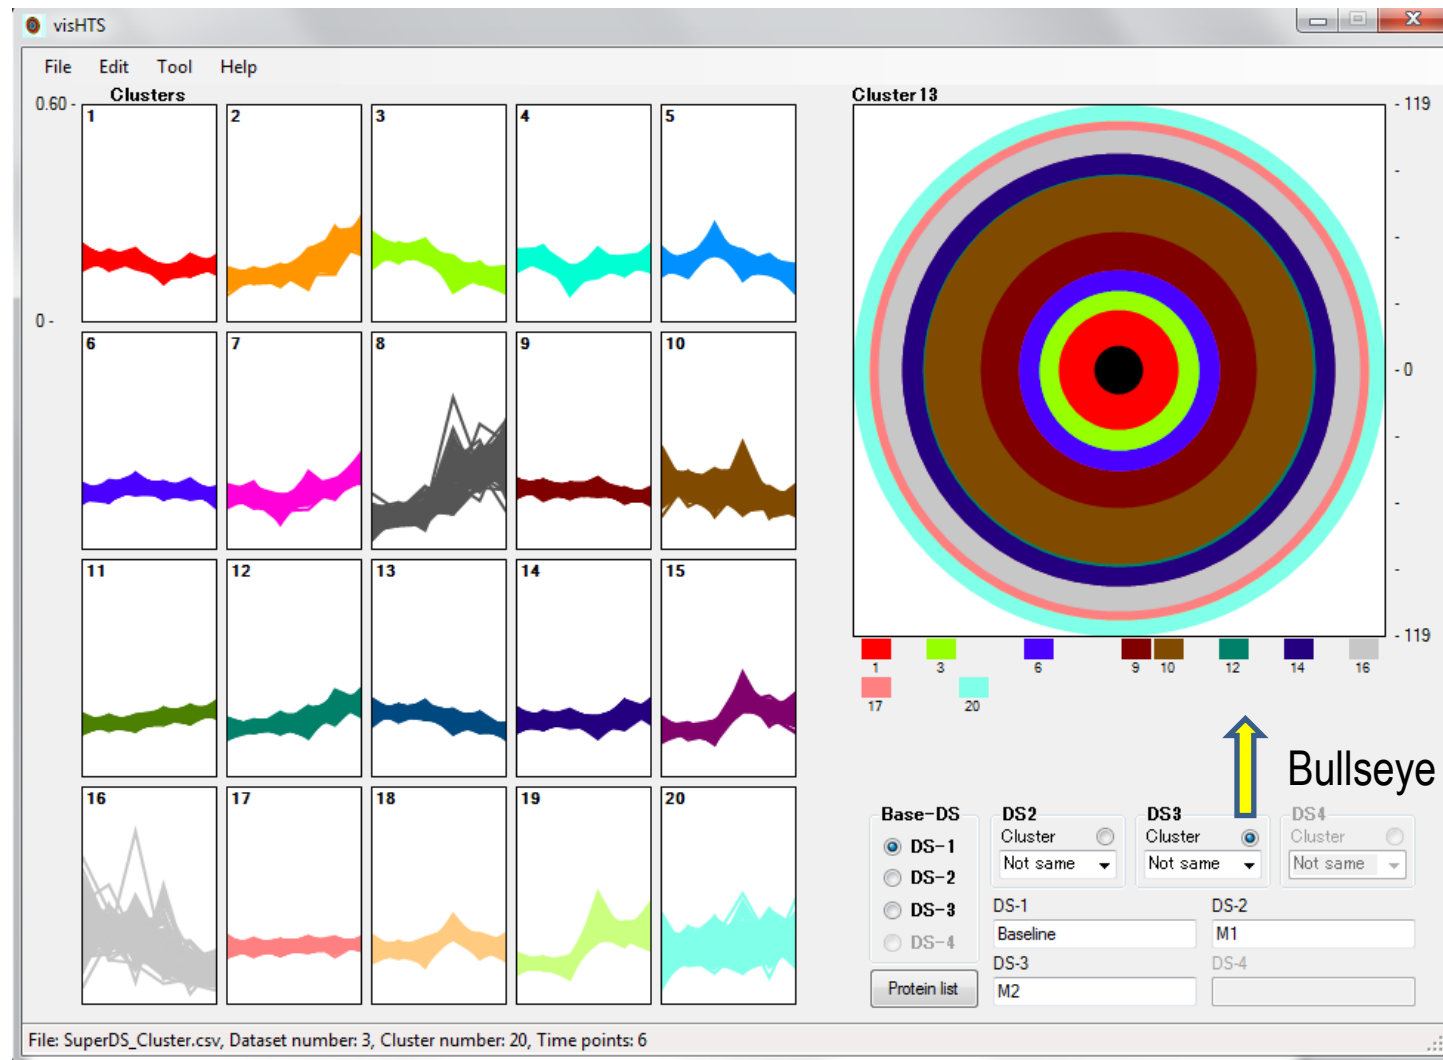 visHTS
File Edit Tool Help
Clusters
Cluster13
0.60 -
0 -
1 2 3 4 5
6 7 8 9 10
11 12 13 14 15
16 17 18 19 20
- 119
-
-
-
- 0
-
-
-
- 119
1 3 6 9 10 12 14 16
17 20
Bullseye
Base-DS
DS-1
DS-2
DS-3
DS-4
Protein list
DS2
Cluster
Not same
DS3
Cluster
Not same
DS4
Cluster
Not same
DS-1
Baseline
DS-2
M1
DS-3
M2
DS-4
File: SuperDS_Cluster.csv, Dataset number: 3, Cluster number: 20, Time points: 6